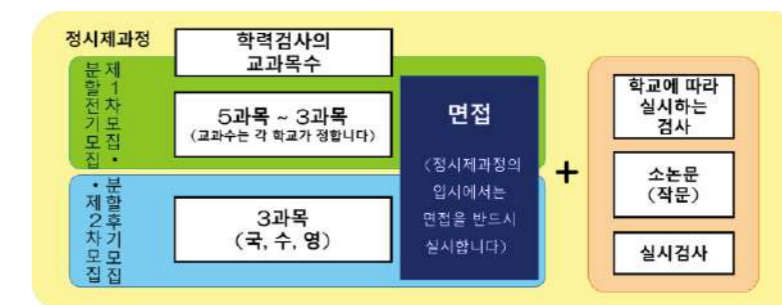 정시제과정
학력검사의
교과목수
제1차모집・
분할전기모집
5과목 ~ 3과목
(교과수는 각 학교가 정합니다)
분할후기모집
・제2차모집
3과목
(국, 수, 영)
면접
(정시제과정의
입시에서는
면접을 반드시
실시합니다)
+
학교에 따라
실시하는
검사
소논문
(작문)
실시검사